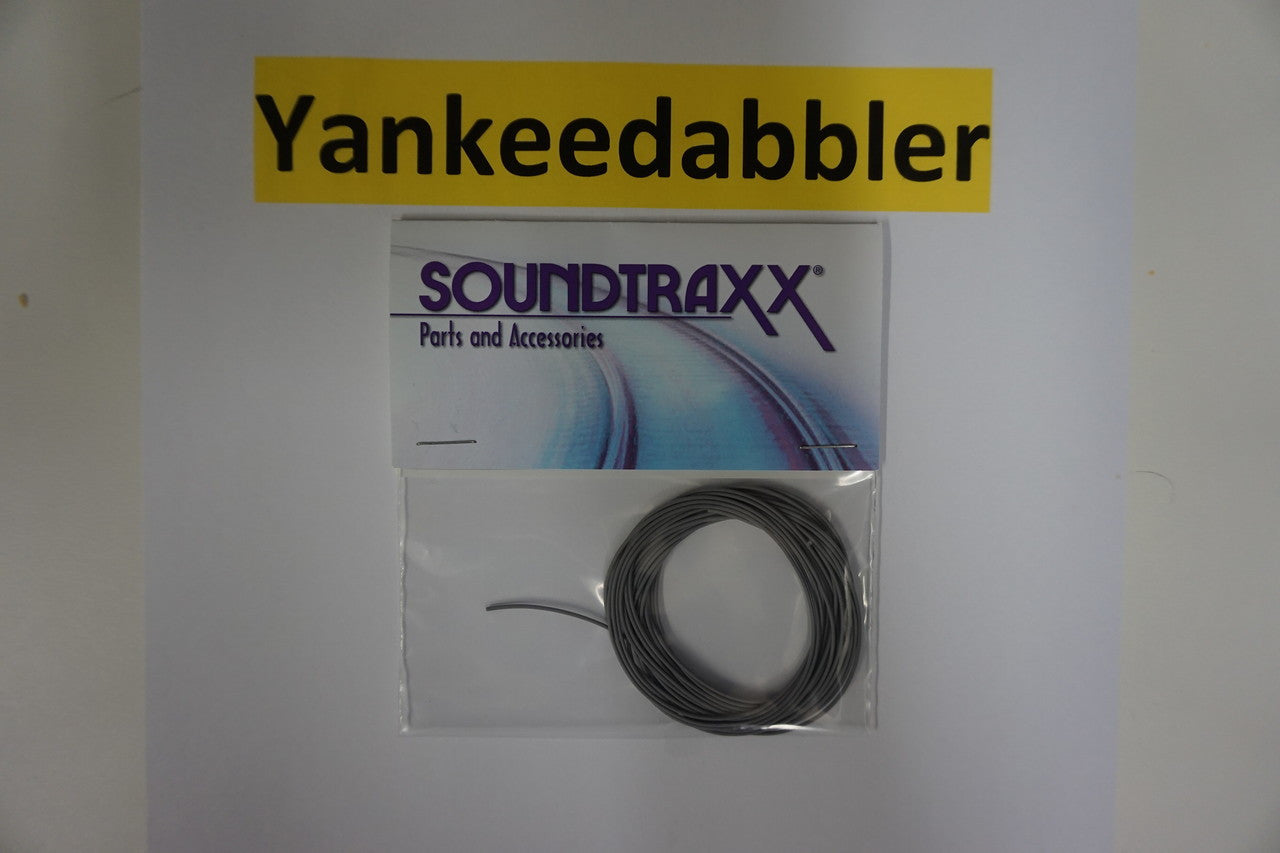 Yankeedabbler
SOUNDTRAXX®
Parts and Accessories